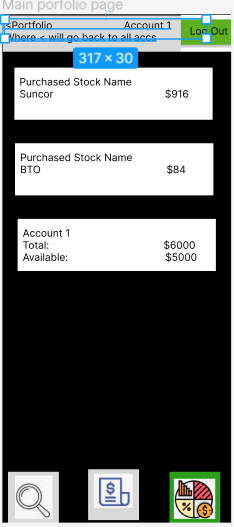 Main porfolio page
<Portfolio Account 1
Log Out
Where < will go back to all accs
317 × 30
Purchased Stock Name
Suncor $916
Purchased Stock Name
BTO $84
Account 1
Total: $6000
Available: $5000